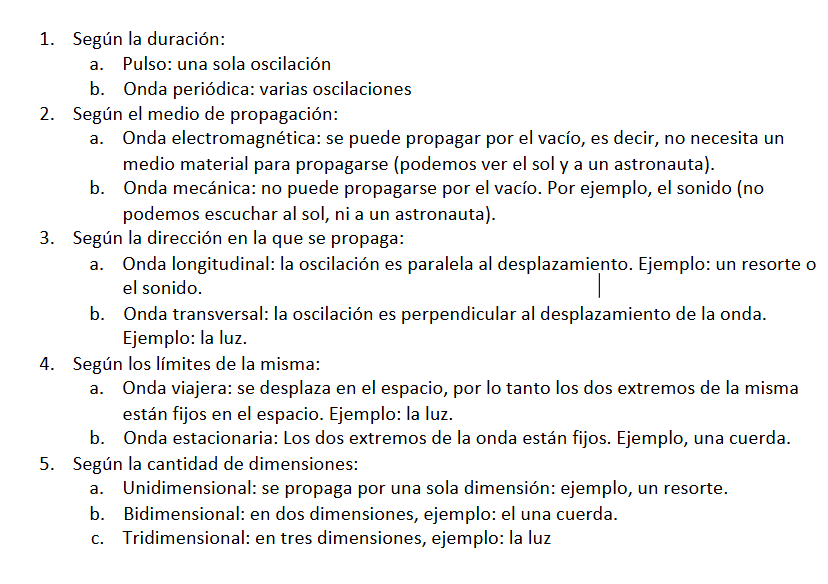 1. Según la duración:
a. Pulso: una sola oscilación
b. Onda periódica: varias oscilaciones
2. Según el medio de propagación:
a. Onda electromagnética: se puede propagar por el vacío, es decir, no necesita un
medio material para propagarse (podemos ver el sol y a un astronauta).
b. Onda mecánica: no puede propagarse por el vacío. Por ejemplo, el sonido (no
podemos escuchar al sol, ni a un astronauta).
3. Según la dirección en la que se propaga:
a. Onda longitudinal: la oscilación es paralela al desplazamiento. Ejemplo: un resorte o
el sonido.
b. Onda transversal: la oscilación es perpendicular al desplazamiento de la onda.
Ejemplo: la luz.
4. Según los límites de la misma:
a. Onda viajera: se desplaza en el espacio, por lo tanto los dos extremos de la misma
están fijos en el espacio. Ejemplo: la luz.
b. Onda estacionaria: Los dos extremos de la onda están fijos. Ejemplo, una cuerda.
5. Según la cantidad de dimensiones:
a. Unidimensional: se propaga por una sola dimensión: ejemplo, un resorte.
b. Bidimensional: en dos dimensiones, ejemplo: el una cuerda.
c. Tridimensional: en tres dimensiones, ejemplo: la luz